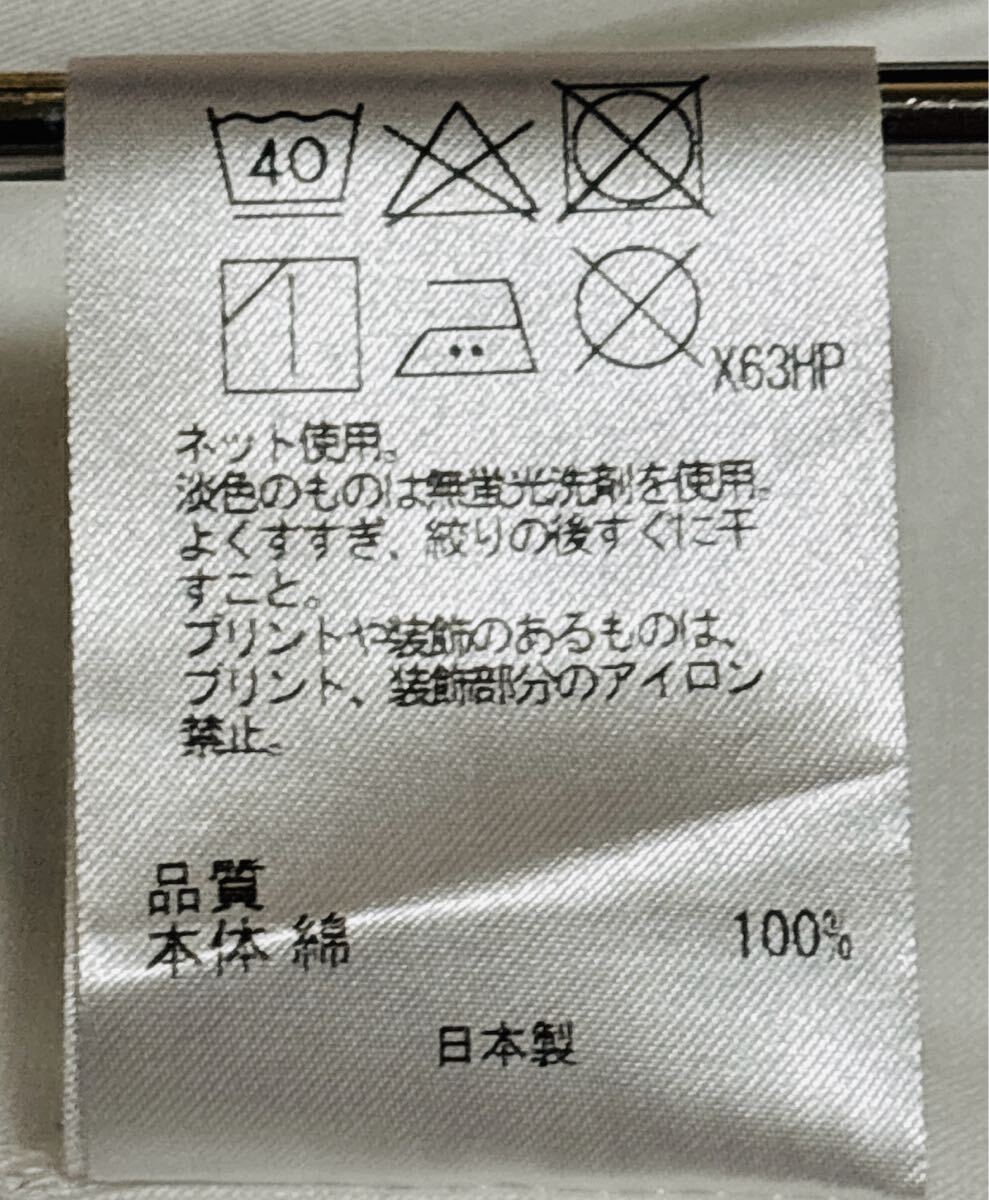 40
X63HP
ネット使用。
淡色のものは無蛍光洗剤を使用。
よくすすぎ、絞りの後すぐに干
すこと。
プリントや装飾のあるものは、
プリント、装飾部分のアイロン
禁止。
品質
本体 綿 100%
日本製